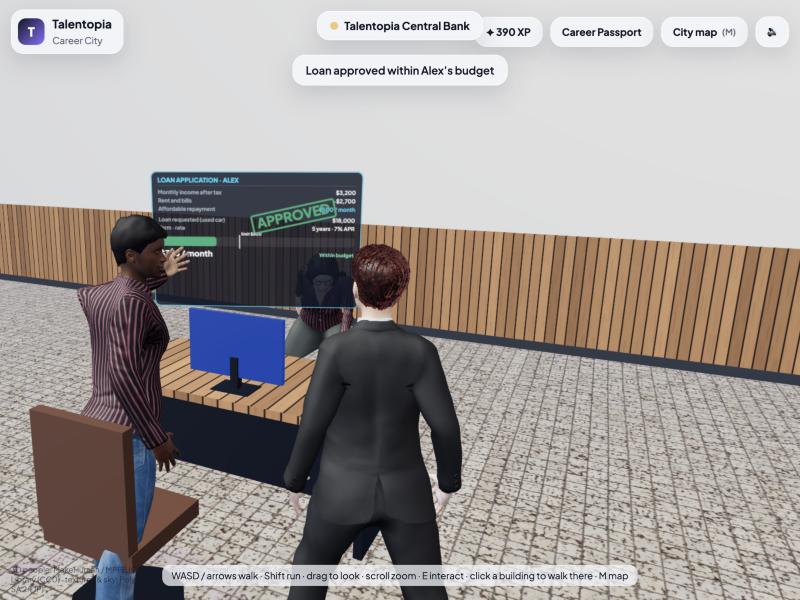 Talentopia
Career City
T
Talentopia Central Bank
390 XP
Career Passport
City map (M)
Loan approved within Alex's budget
LOAN APPLICATION · ALEX
Monthly income after tax
$3,200
Rent and bills
-$2,700
Affordable repayment
month
Loan requested (used car)
$18,000
rate
5 years · 7% APR
APPROVED
/month
Within budget
WASD / arrows walk · Shift run · drag to look · scroll zoom · E interact · click a building to walk there · M map